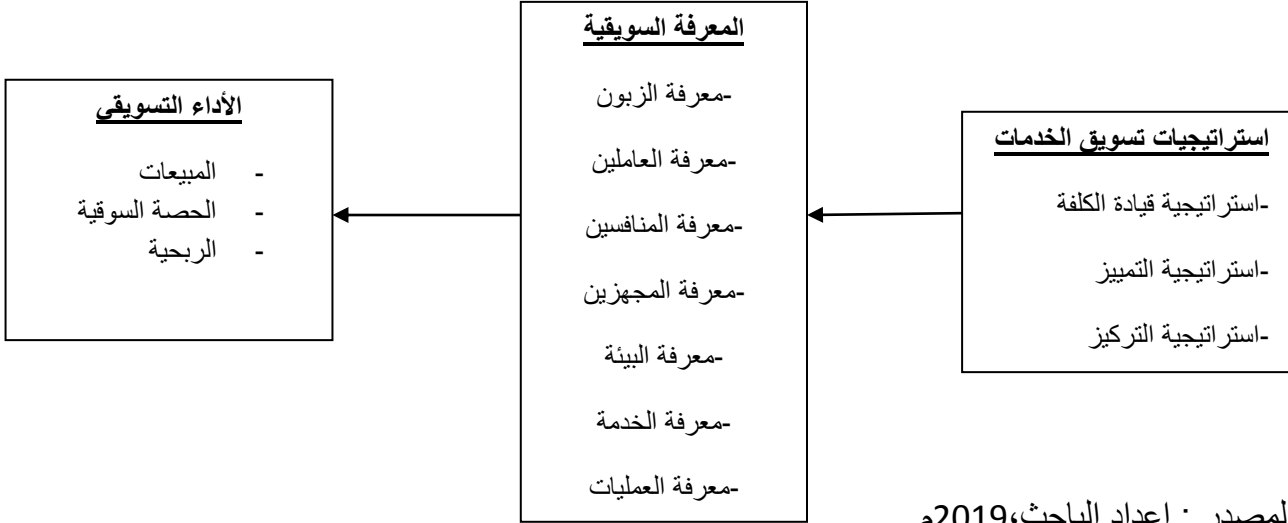 استراتيجيات تسويق الخدمات
-استراتيجية قيادة الكلفة
-استراتيجية التمييز
-استراتيجية التركيز
المعرفة السويقية
-معرفة الزبون
-معرفة العاملين
-معرفة المنافسين
-معرفة المجهزين
-معرفة البيئة
-معرفة الخدمة
-معرفة العمليات
الأداء التسويقي
- المبيعات
- الحصة السوقية
- الربحية
لمصدر : إعداد الباحث،2019م